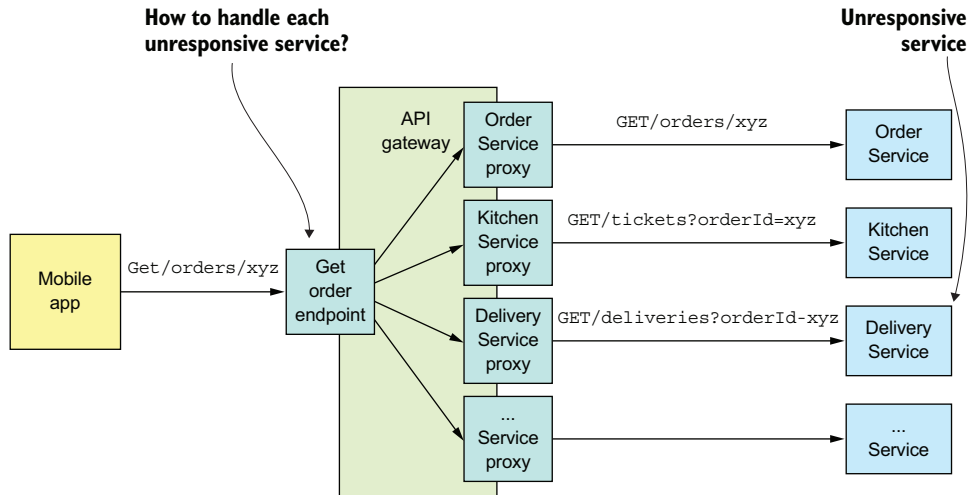 How to handle each
unresponsive service?
Unresponsive
service
API
gateway
Order
Service
proxy
GET/orders/xyz
Order
Service
Kitchen
Service
proxy
GET/tickets?orderId=xyz
Kitchen
Service
Mobile
app
Get/orders/xyz
Get
order
endpoint
Delivery
Service
proxy
GET/deliveries?orderId-xyz
Delivery
Service
...
Service
proxy
...
Service